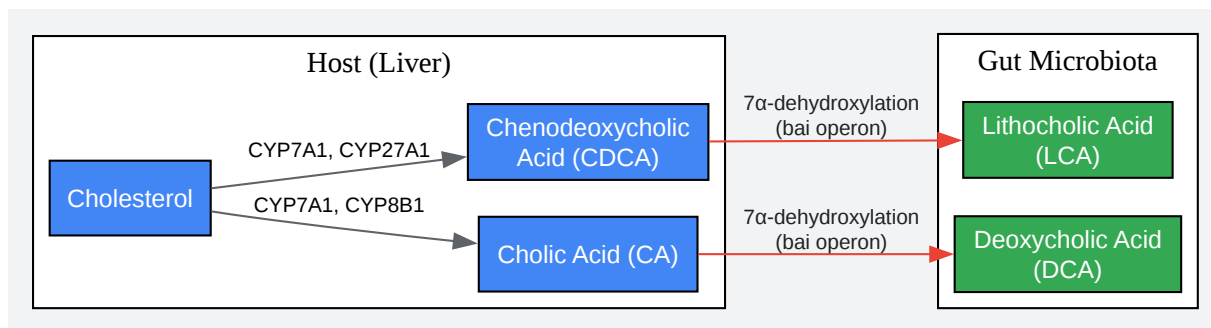 Host (Liver)
Cholesterol
CYP7A1, CYP27A1
CYP7A1, CYP8B1
Chenodeoxycholic
Acid (CDCA)
Cholic Acid (CA)
7α-dehydroxylation
(bai operon)
7α-dehydroxylation
(bai operon)
Gut Microbiota
Lithocholic Acid
(LCA)
Deoxycholic Acid
(DCA)